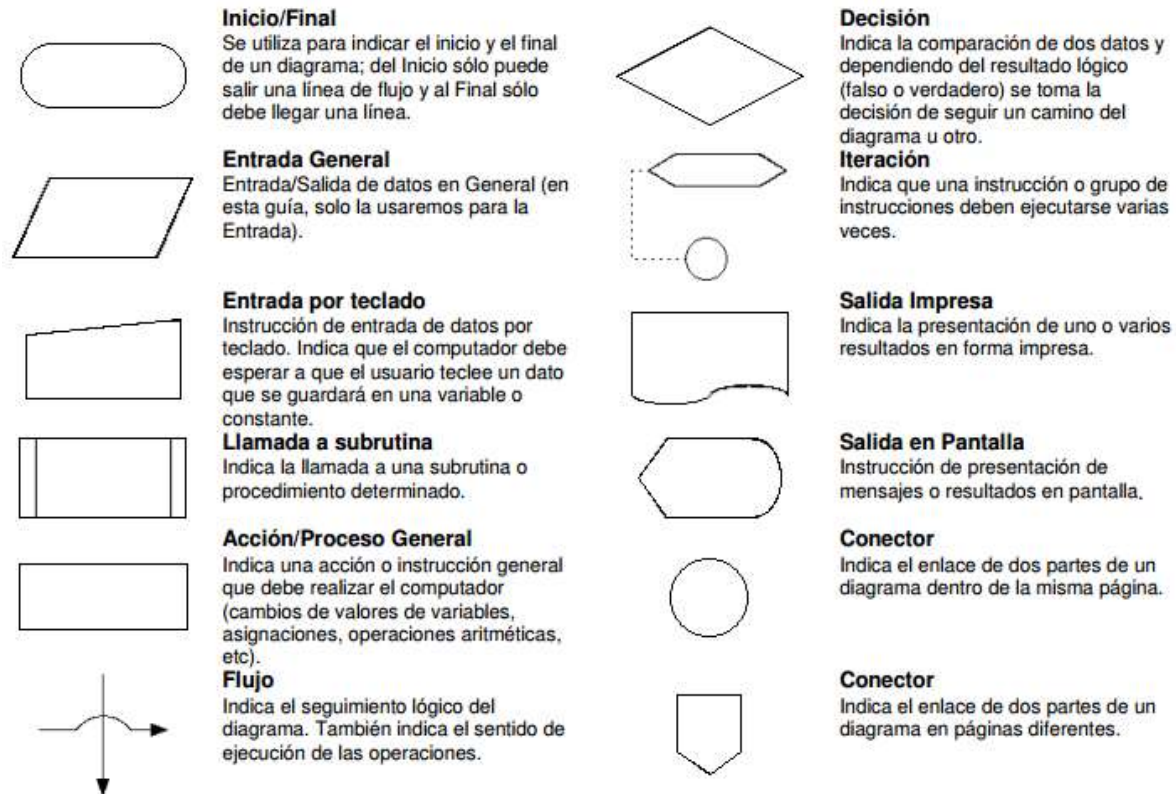 Inicio/Final
Se utiliza para indicar el inicio y el final
de un diagrama; del Inicio sólo puede
salir una línea de flujo y al Final sólo
debe llegar una línea.
Entrada General
Entrada/Salida de datos en General (en
esta guía, solo la usaremos para la
Entrada).
Entrada por teclado
Instrucción de entrada de datos por
teclado. Indica que el computador debe
esperar a que el usuario teclee un dato
que se guardará en una variable o
constante.
Llamada a subrutina
Indica la llamada a una subrutina o
procedimiento determinado.
Acción/Proceso General
Indica una acción o instrucción general
que debe realizar el computador
(cambios de valores de variables,
asignaciones, operaciones aritméticas,
etc).
Flujo
Indica el seguimiento lógico del
diagrama. También indica el sentido de
ejecución de las operaciones.
Decisión
Indica la comparación de dos datos y
dependiendo del resultado lógico
(falso o verdadero) se toma la
decisión de seguir un camino del
diagrama u otro.
Iteración
Indica que una instrucción o grupo de
instrucciones deben ejecutarse varias
veces.
Salida Impresa
Indica la presentación de uno o varios
resultados en forma impresa.
Salida en Pantalla
Instrucción de presentación de
mensajes o resultados en pantalla.
Conector
Indica el enlace de dos partes de un
diagrama dentro de la misma página.
Conector
Indica el enlace de dos partes de un
diagrama en páginas diferentes.